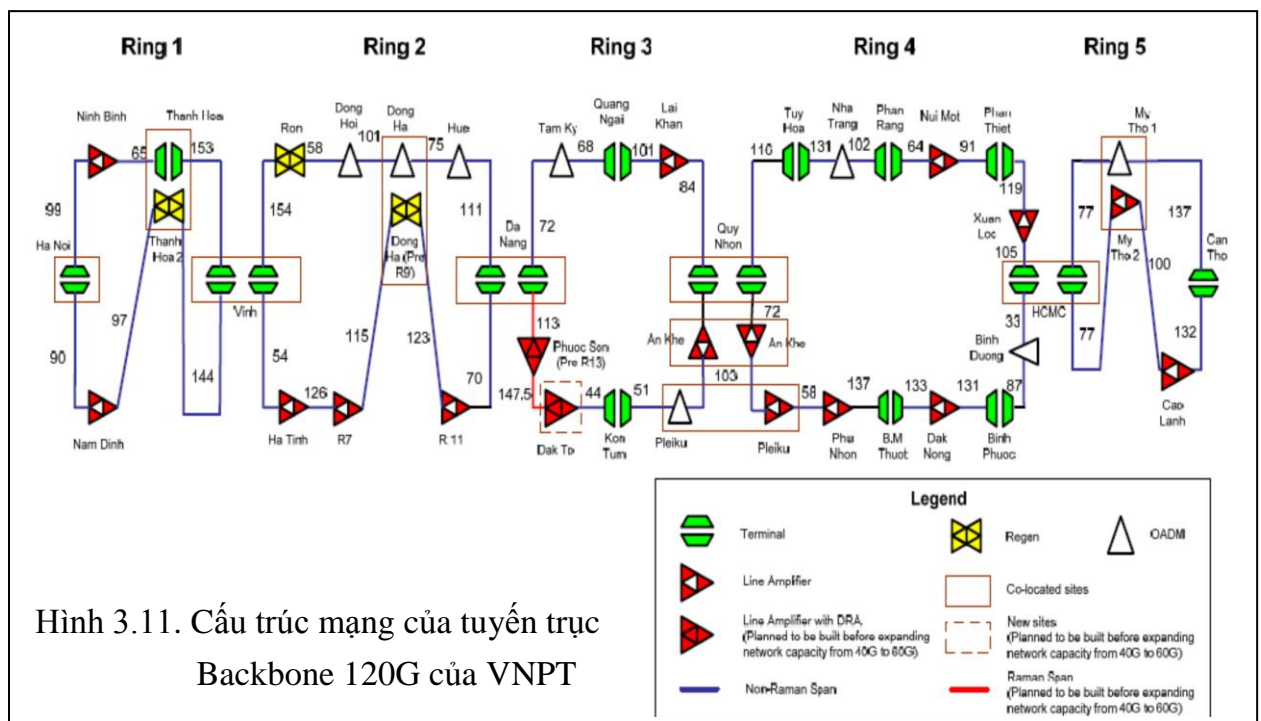 Ring 1 Ring 2 Ring 3 Ring 4 Ring 5
Ninh Binh
Thanh Hoa
65
153
99
Ha Noi
Thanh
Hoa 2
97
90
144
Nam Dinh
Vinh
Ron
58
Dong
Hoi
101
Dong
Ha
75
Hue
154
111
Dong
Ha (Pre
R9)
115
123
54
126
70
Ha Tinh
R7
R.11
Da
Nang
Tam Ky
68
Quang
Ngai
101
Lai
Khan
84
72
Quy
Nhon
113
Phuoc Son
(Pre R13)
147,5
44
51
Dak To
Kon
Tum
Pleiku
An Khe
103
72
An Khe
Pleiku
58
137
133
131
87
Phu
Nhon
B.M
Thuot
Dak
Nong
Binh
Phuoc
Tuy
Hoa
131
Nha
Trang
102
Phan
Rang
64
Nui Mot
91
Phan
Thiet
119
Xuan
Loc
105
HCMC
33
Binh
Duong
My
Tho 1
77
137
My
Tho 2
100
Can
Tho
77
132
Cao
Lanh
Legend
Terminal
Regen
OADM
Line Amplifier
Co-located sites
Line Amplifier with DRA
(Planned to be built before expanding
network capacity from 40G to 60G)
New sites
(Planned to be built before expanding
network capacity from 40G to 60G)
Non-Raman Span
Raman Span
(Planned to be built before expanding
network capacity from 40G to 60G)
Hình 3.11. Cấu trúc mạng của tuyến trục
Backbone 120G của VNPT